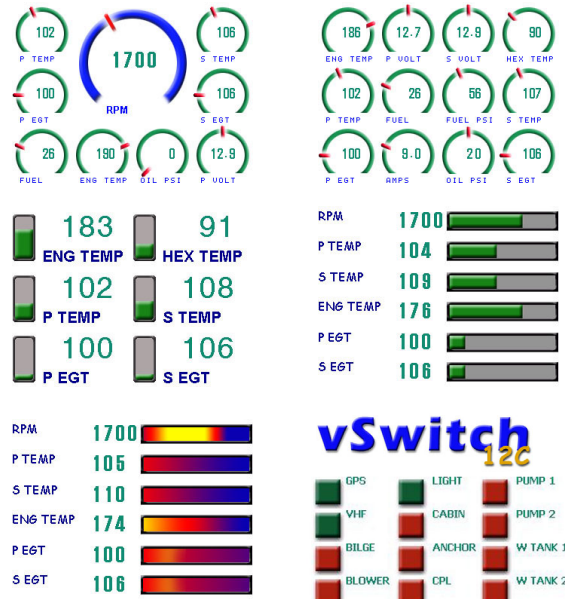 102 106
P TEMP S TEMP
1700
100 106
P EGT RPM S EGT
26 190 0 12.9
FUEL ENG TEMP OIL PSI P VOLT
186 12.7 12.9 90
ENG TEMP P VOLT S VOLT HEX TEMP
102 26 56 107
P TEMP FUEL FUEL PSI S TEMP
100 9.0 20 106
P EGT AMPS OIL PSI S EGT
183 91
ENG TEMP HEX TEMP
102 108
P TEMP S TEMP
100 106
P EGT S EGT
RPM 1700
P TEMP 104
S TEMP 109
ENG TEMP 176
P EGT 100
S EGT 106
RPM 1700
P TEMP 105
S TEMP 110
ENG TEMP 174
P EGT 100
S EGT 106
vSwitch
12C
GPS LIGHT PUMP 1
VHF CABIN PUMP 2
BILGE ANCHOR W TANK 1
BLOWER CPL W TANK 2